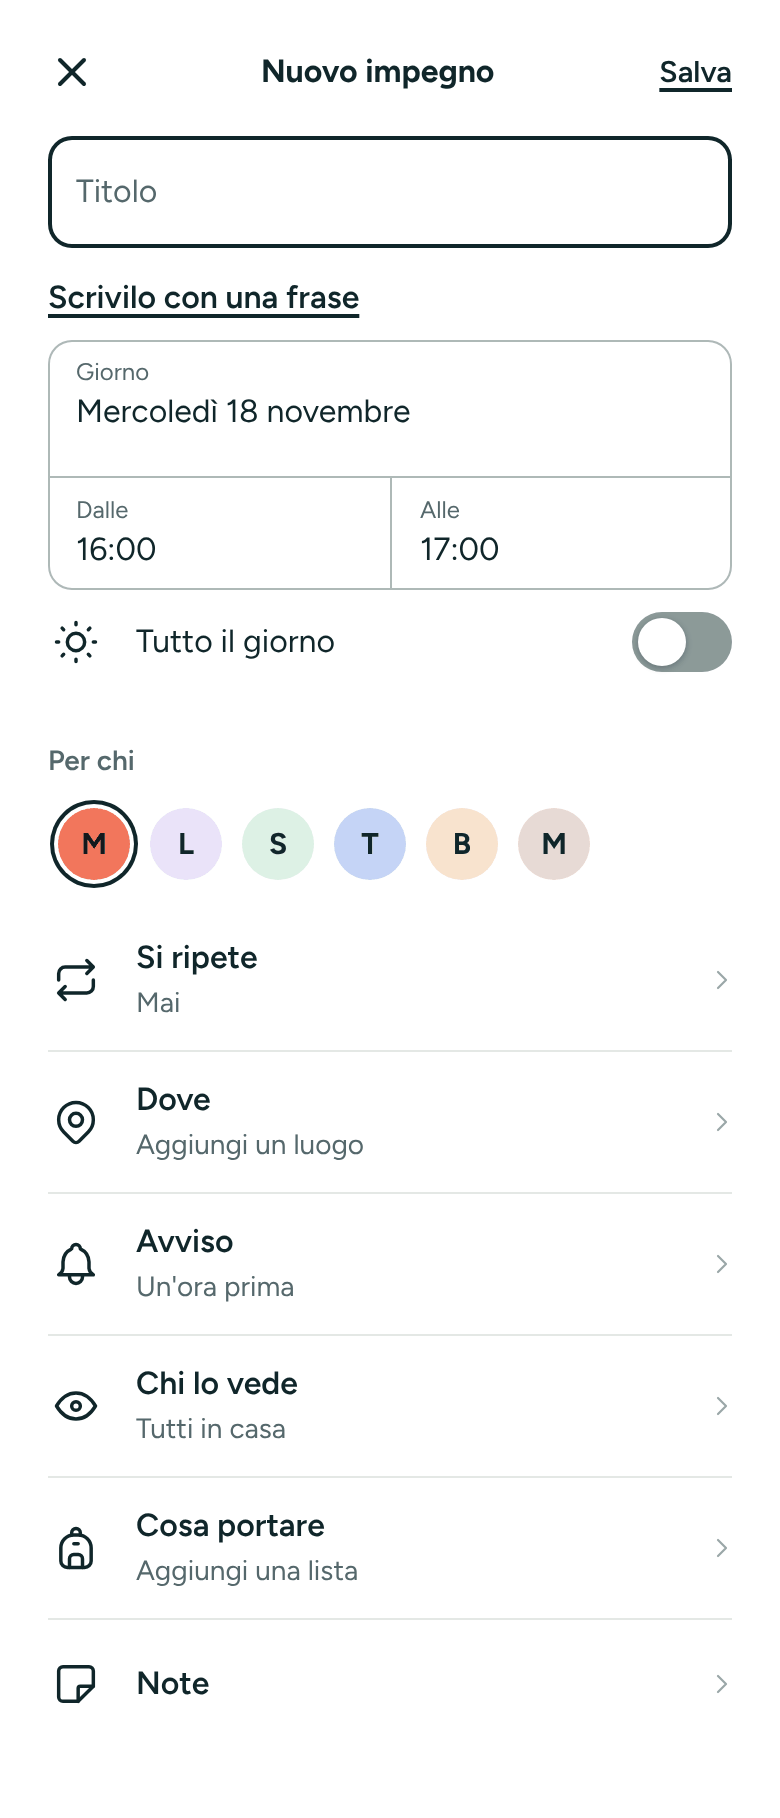 Nuovo impegno
Salva
Titolo
Scrivilo con una frase
Giorno
Mercoledì 18 novembre
Dalle
Alle
16:00
17:00
Tutto il giorno
Per chi
M L S T B M
Si ripete
Mai
Dove
Aggiungi un luogo
Avviso
Un'ora prima
Chi lo vede
Tutti in casa
Cosa portare
Aggiungi una lista
Note